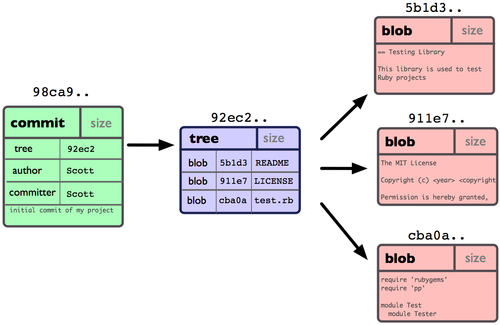 98ca9..
commit size
tree 92ec2
author Scott
committer Scott
initial commit of my project
92ec2..
tree size
blob 5b1d3 README
blob 911e7 LICENSE
blob cba0a test.rb
5b1d3..
blob size
== Testing Library
This library is used to test
Ruby projects
911e7..
blob size
The MIT License
Copyright (c) <year> <copyright
Permission is hereby granted,
cba0a..
blob size
require 'rubygems'
require 'pp'
module Test
module Tester